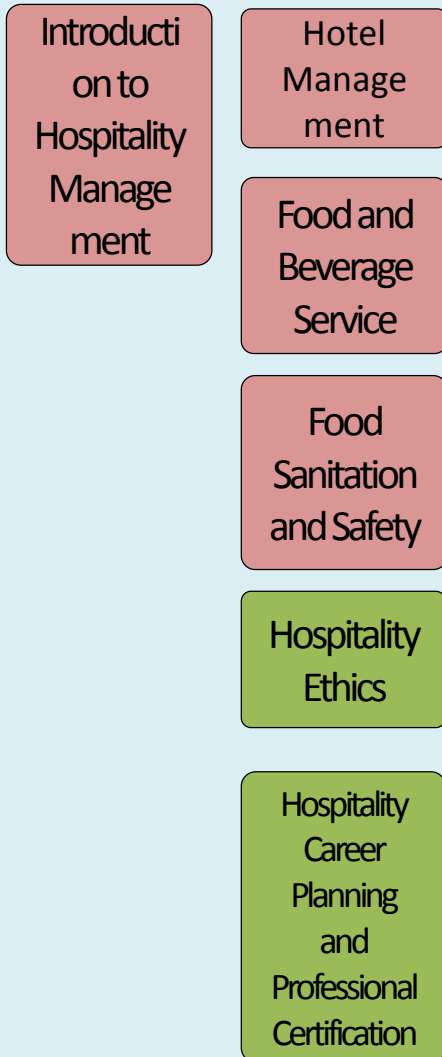 Introducti
on to
Hospitality
Manage
ment
Hotel
Manage
ment
Food and
Beverage
Service
Food
Sanitation
and Safety
Hospitality
Ethics
Hospitality
Career
Planning
and
Professional
Certification